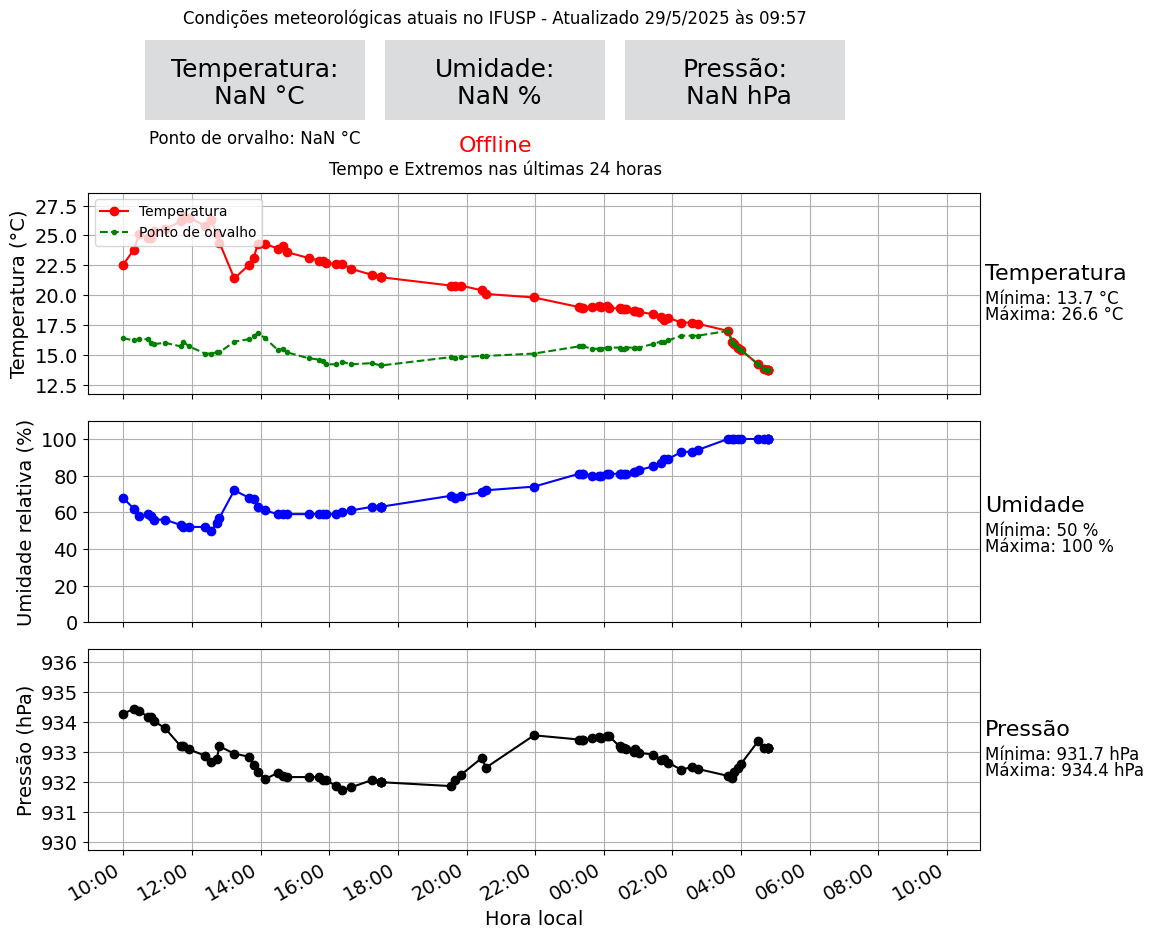 Condições meteorológicas atuais no IFUSP - Atualizado 29/5/2025 às 09:57
Temperatura:
NaN °C
Umidade:
NaN %
Pressão:
NaN hPa
Ponto de orvalho: NaN °C
Offline
Tempo e Extremos nas últimas 24 horas
Temperatura (°C)
27.5
25.0
22.5
20.0
17.5
15.0
12.5
Temperatura
Ponto de orvalho
Temperatura
Mínima: 13.7 °C
Máxima: 26.6 °C
Umidade relativa (%)
100
80
60
40
20
0
Umidade
Mínima: 50 %
Máxima: 100 %
Pressão (hPa)
936
935
934
933
932
931
930
Pressão
Mínima: 931.7 hPa
Máxima: 934.4 hPa
10:00
12:00
14:00
16:00
18:00
20:00
22:00
00:00
02:00
04:00
06:00
08:00
10:00
Hora local